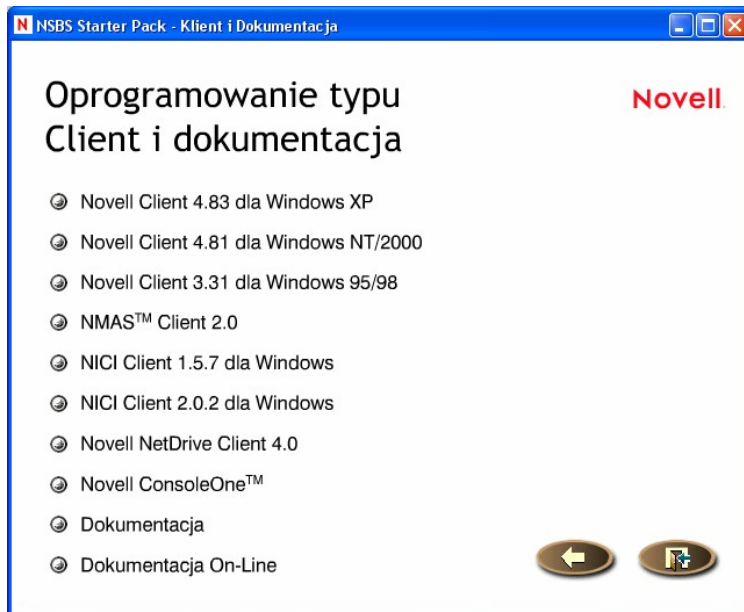 NSBS Starter Pack - Klient i Dokumentacja
Oprogramowanie typu
Client i dokumentacja
Novell.
Novell Client 4.83 dla Windows XP
Novell Client 4.81 dla Windows NT/2000
Novell Client 3.31 dla Windows 95/98
NMAS™ Client 2.0
NICI Client 1.5.7 dla Windows
NICI Client 2.0.2 dla Windows
Novell NetDrive Client 4.0
Novell ConsoleOne™
Dokumentacja
Dokumentacja On-Line